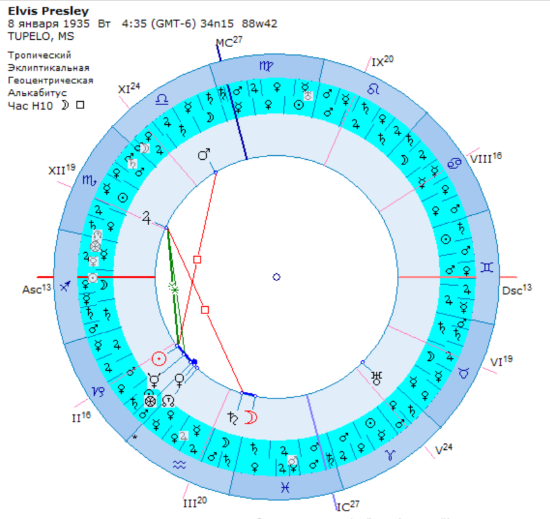 Elvis Presley
8 января 1935 Вт 4:35 (GMT-6) 34n15 88w42
TUPELO, MS
Тропический
Эклиптикальная
Геоцентрическая
Алькабитус
Час H10 ☽ □
MC27
IX20
XI24
VIII16
XII19
Asc13
Dsc13
VI19
II16
V24
III20
IC27